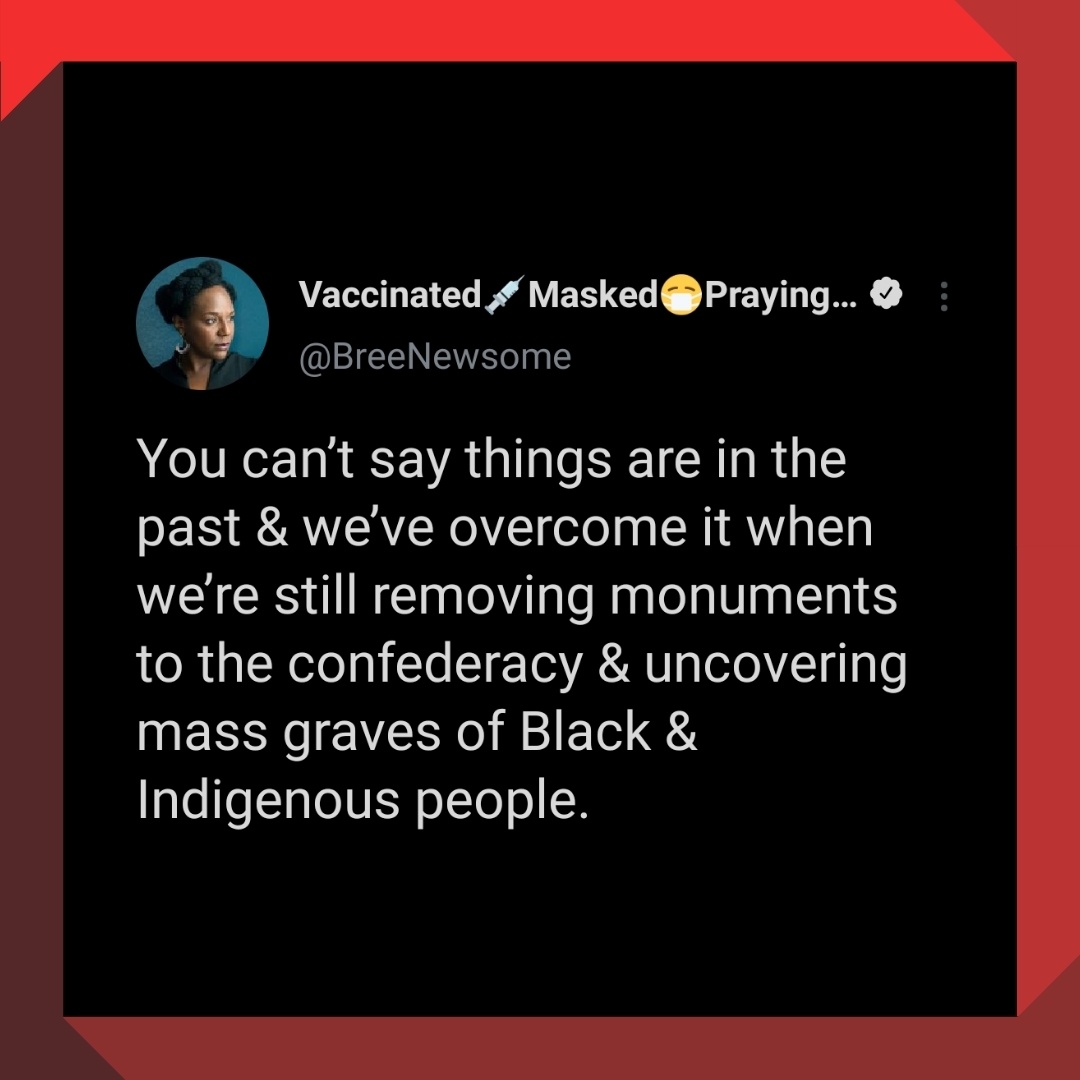 Vaccinated💉Masked😷Praying...
@BreeNewsome
You can’t say things are in the
past & we’ve overcome it when
we’re still removing monuments
to the confederacy & uncovering
mass graves of Black &
Indigenous people.